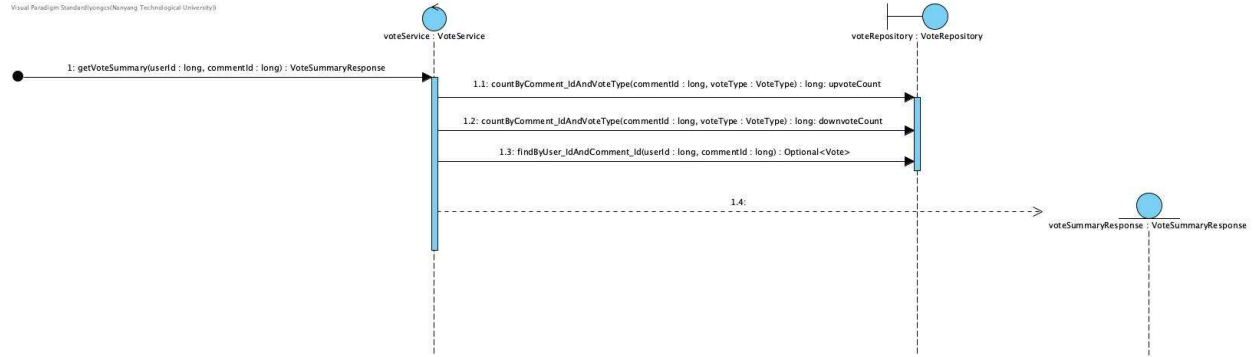 Visual Paradigm Standard(yongcs(Nanyang Technological University))
voteService : VoteService
voteRepository : VoteRepository
1: getVoteSummary(userId : long, commentId : long) : VoteSummaryResponse
1.1: countByComment_IdAndVoteType(commentId : long, voteType : VoteType) : long: upvoteCount
1.2: countByComment_IdAndVoteType(commentId : long, voteType : VoteType) : long: downvoteCount
1.3: findByUser_IdAndComment_Id(userId : long, commentId : long) : Optional<Vote>
1.4:
voteSummaryResponse : VoteSummaryResponse